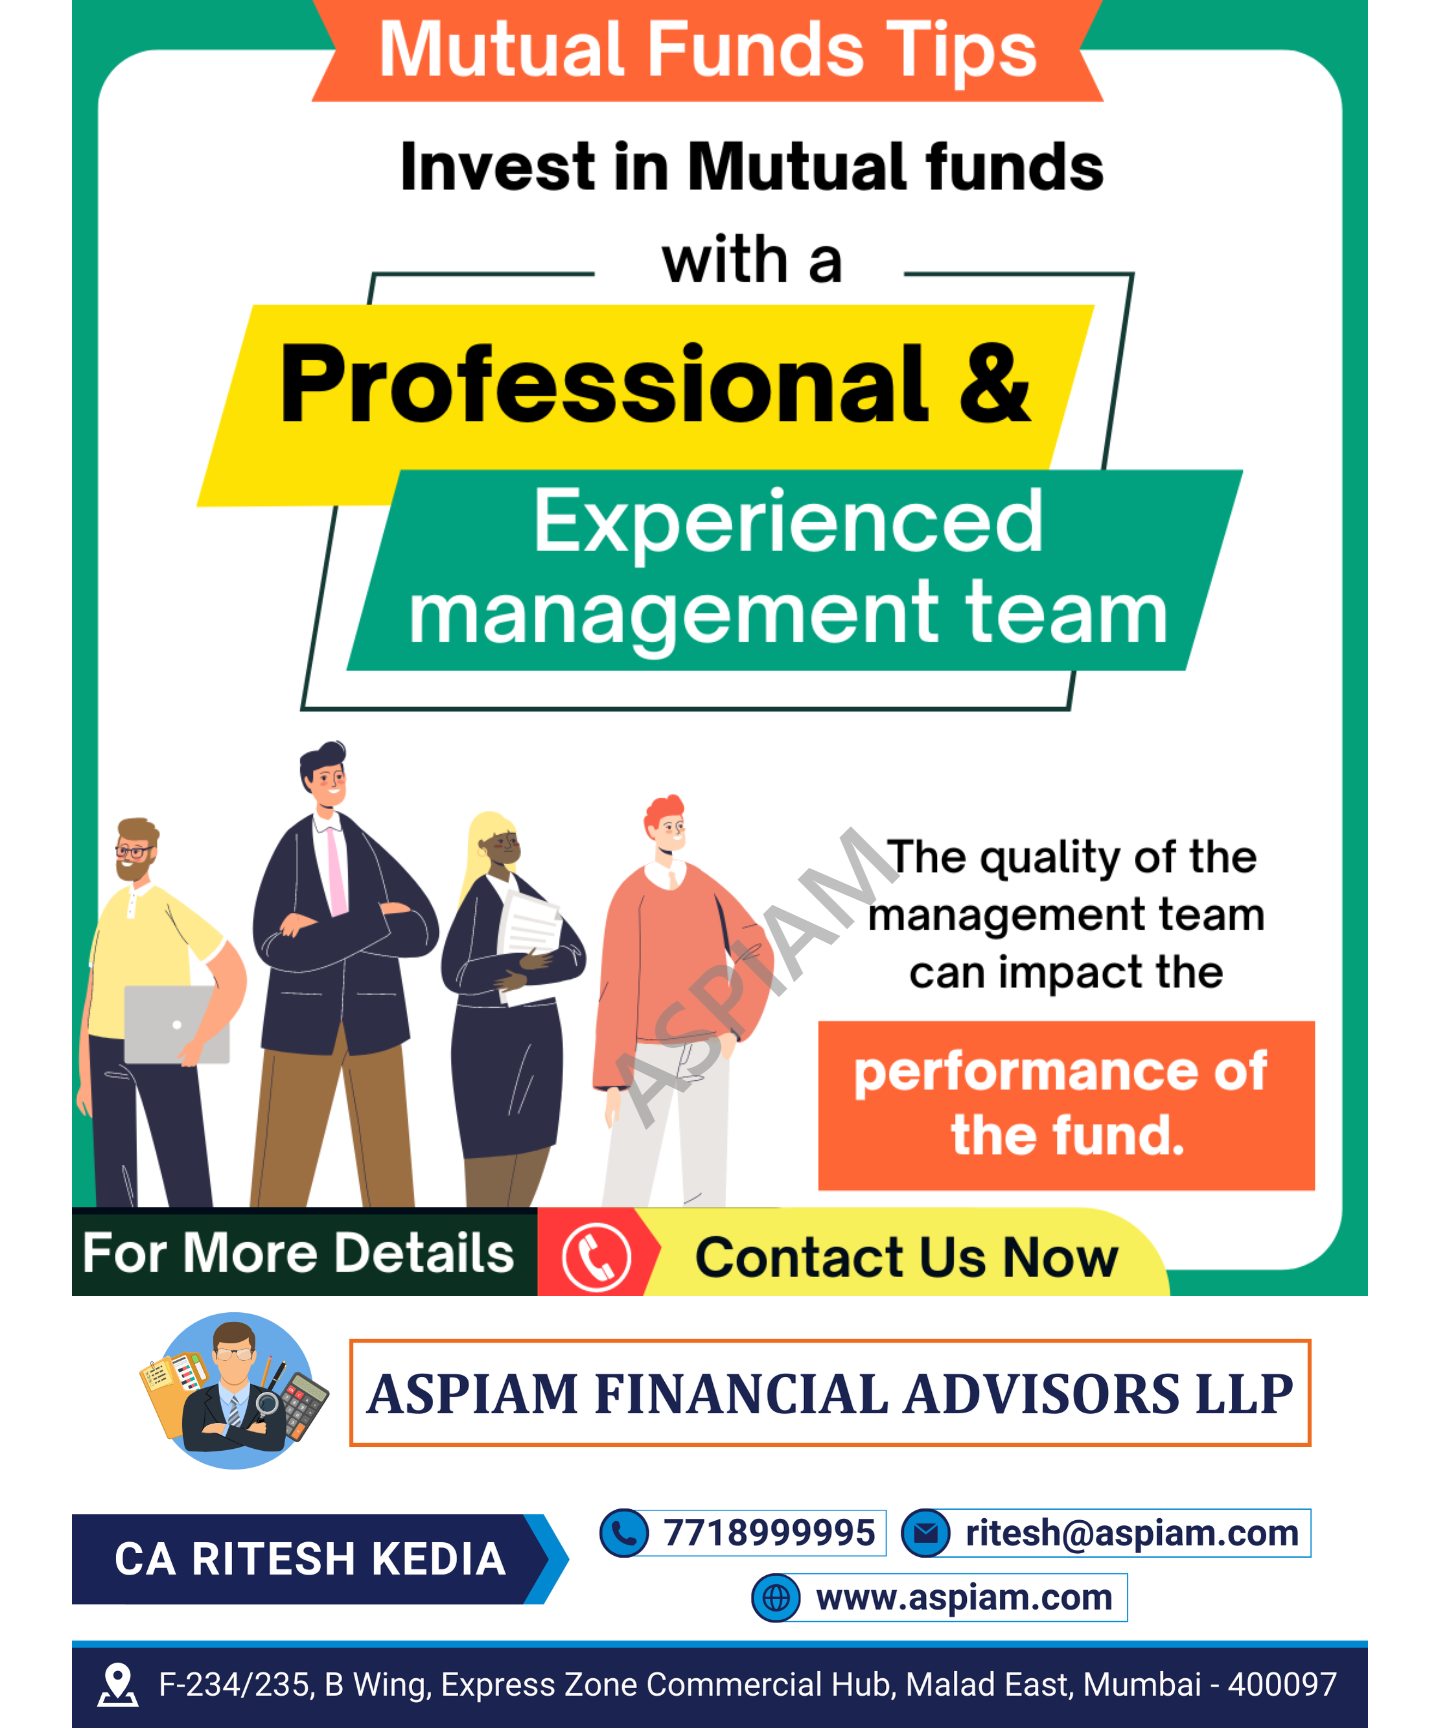 Mutual Funds Tips
Invest in Mutual funds
with a
Professional &
Experienced
management team
The quality of the
management team
can impact the
performance of
the fund.
ASPIAM
For More Details
Contact Us Now
ASPIAM FINANCIAL ADVISORS LLP
CA RITESH KEDIA
7718999995
ritesh@aspiam.com
www.aspiam.com
F-234/235, B Wing, Express Zone Commercial Hub, Malad East, Mumbai - 400097